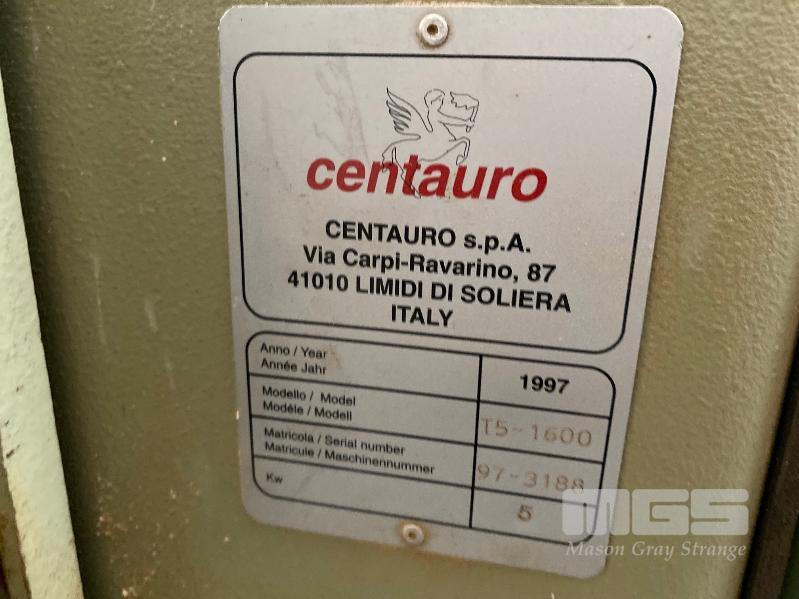 centauro
CENTAURO s.p.A.
Via Carpi-Ravarino, 87
41010 LIMIDI DI SOLIERA
ITALY
Anno / Year
Année Jahr
1997
Modello / Model
Modéle / Modell
T5-1600
Matricola / Serial number
Matricule / Maschinennummer
97-3188
Kw
5
MGS
Mason Gray Strange